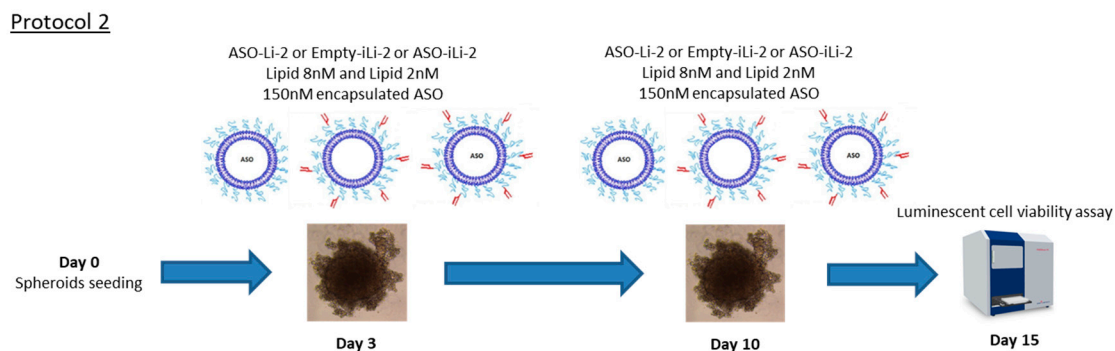 Protocol 2
ASO-Li-2 or Empty-iLi-2 or ASO-iLi-2
Lipid 8nM and Lipid 2nM
150nM encapsulated ASO
ASO-Li-2 or Empty-iLi-2 or ASO-iLi-2
Lipid 8nM and Lipid 2nM
150nM encapsulated ASO
ASO
ASO
ASO
ASO
Luminescent cell viability assay
Day 0
Spheroids seeding
Day 3
Day 10
Day 15